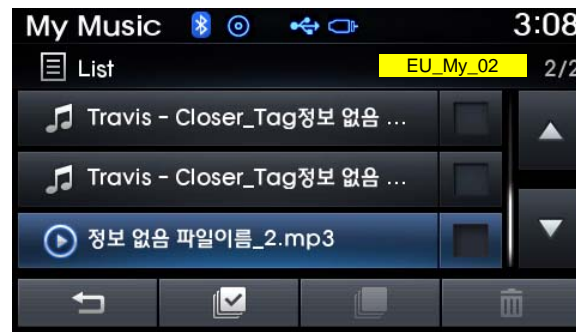 My Music 3:08
List EU_My_02 2/2
Travis - Closer_Tag정보 없음 ...
Travis - Closer_Tag정보 없음 ...
정보 없음 파일이름_2.mp3